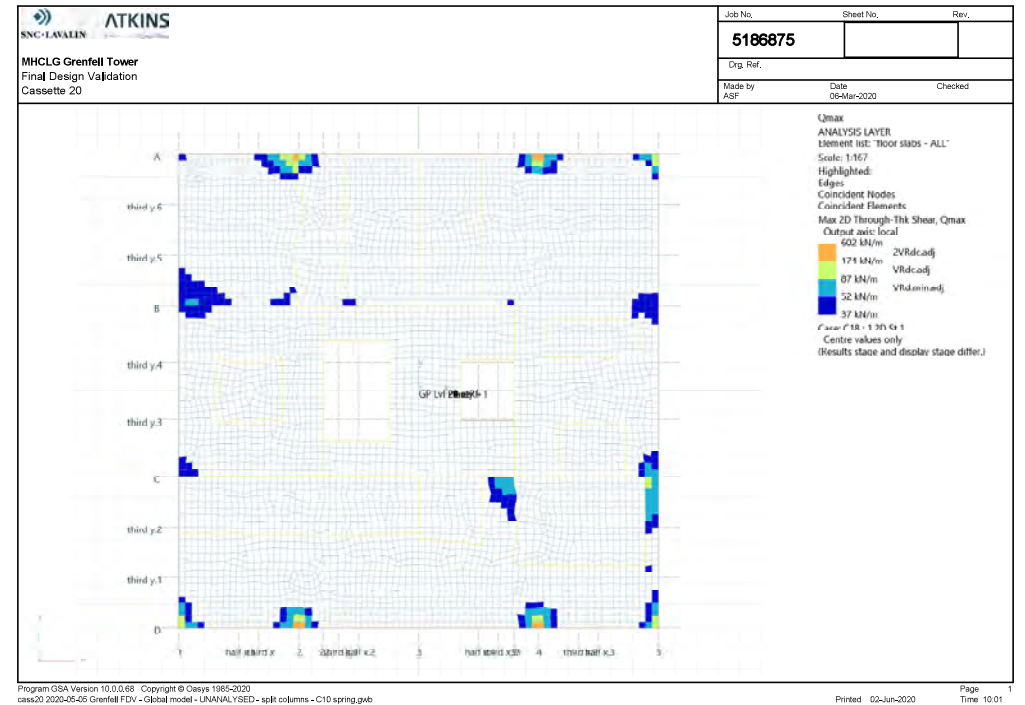 SNC·LAVALIN
ATKINS
MHCLG Grenfell Tower
Final Design Validation
Cassette 20
Job No. Sheet No. Rev.
5186875
Drg. Ref.
Made by Date Checked
ASF 06-Mar-2020
Qmax
ANALYSIS LAYER
Element list: "floor slabs - ALL"
Scale: 1:167
Highlighted:
Edges
Coincident Nodes
Coincident Elements
Max 2D Through-Thk Shear, Qmax
Output axis: local
602 kN/m
2VRdc.adj
171 kN/m
VRdc.adj
87 kN/m
VRd.min.adj
52 kN/m
37 kN/m
Case: C18 : 1.2D St 1
Centre values only
(Results stage and display stage differ.)
A
third y.6
third y.5
B
third y.4
GP Lvl
third y.3
C
third y.2
third y.1
D
1 2 3 4 5
Program GSA Version 10.0.0.68 Copyright © Oasys 1985-2020
cass20 2020-05-05 Grenfell FDV - Global model - UNANALYSED - split columns - C10 spring.gwb
Printed 02-Jun-2020
Page 1
Time 10:01